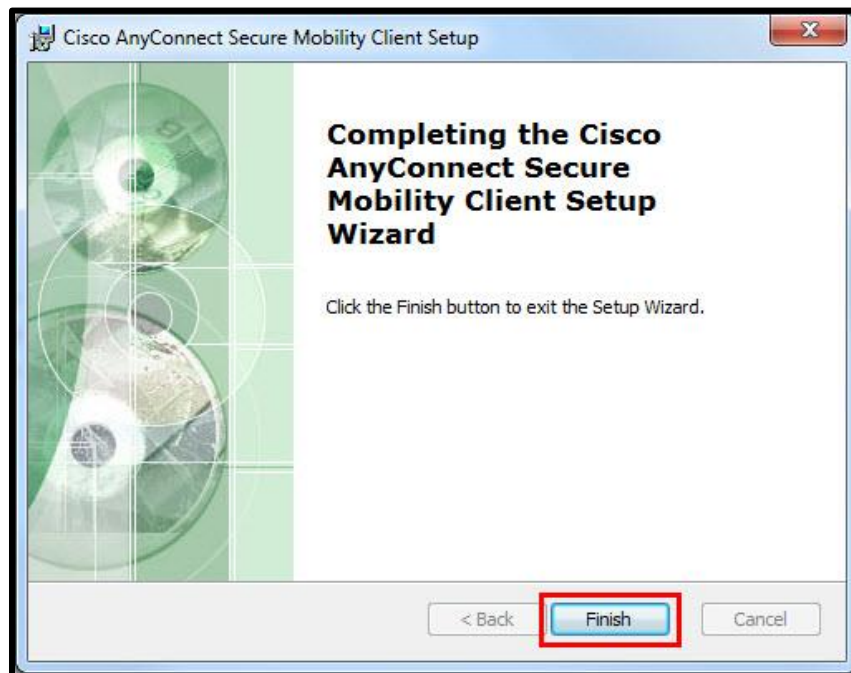 Cisco AnyConnect Secure Mobility Client Setup
Completing the Cisco
AnyConnect Secure
Mobility Client Setup
Wizard
Click the Finish button to exit the Setup Wizard.
< Back Finish Cancel